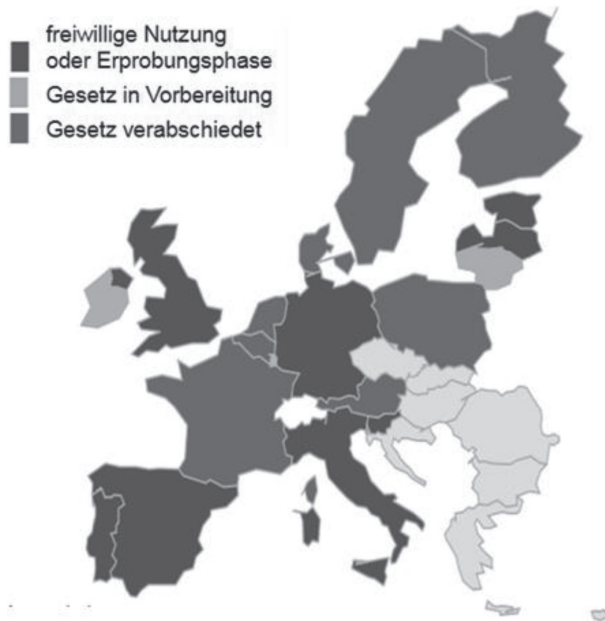 freiwillige Nutzung
oder Erprobungsphase
Gesetz in Vorbereitung
Gesetz verabschiedet